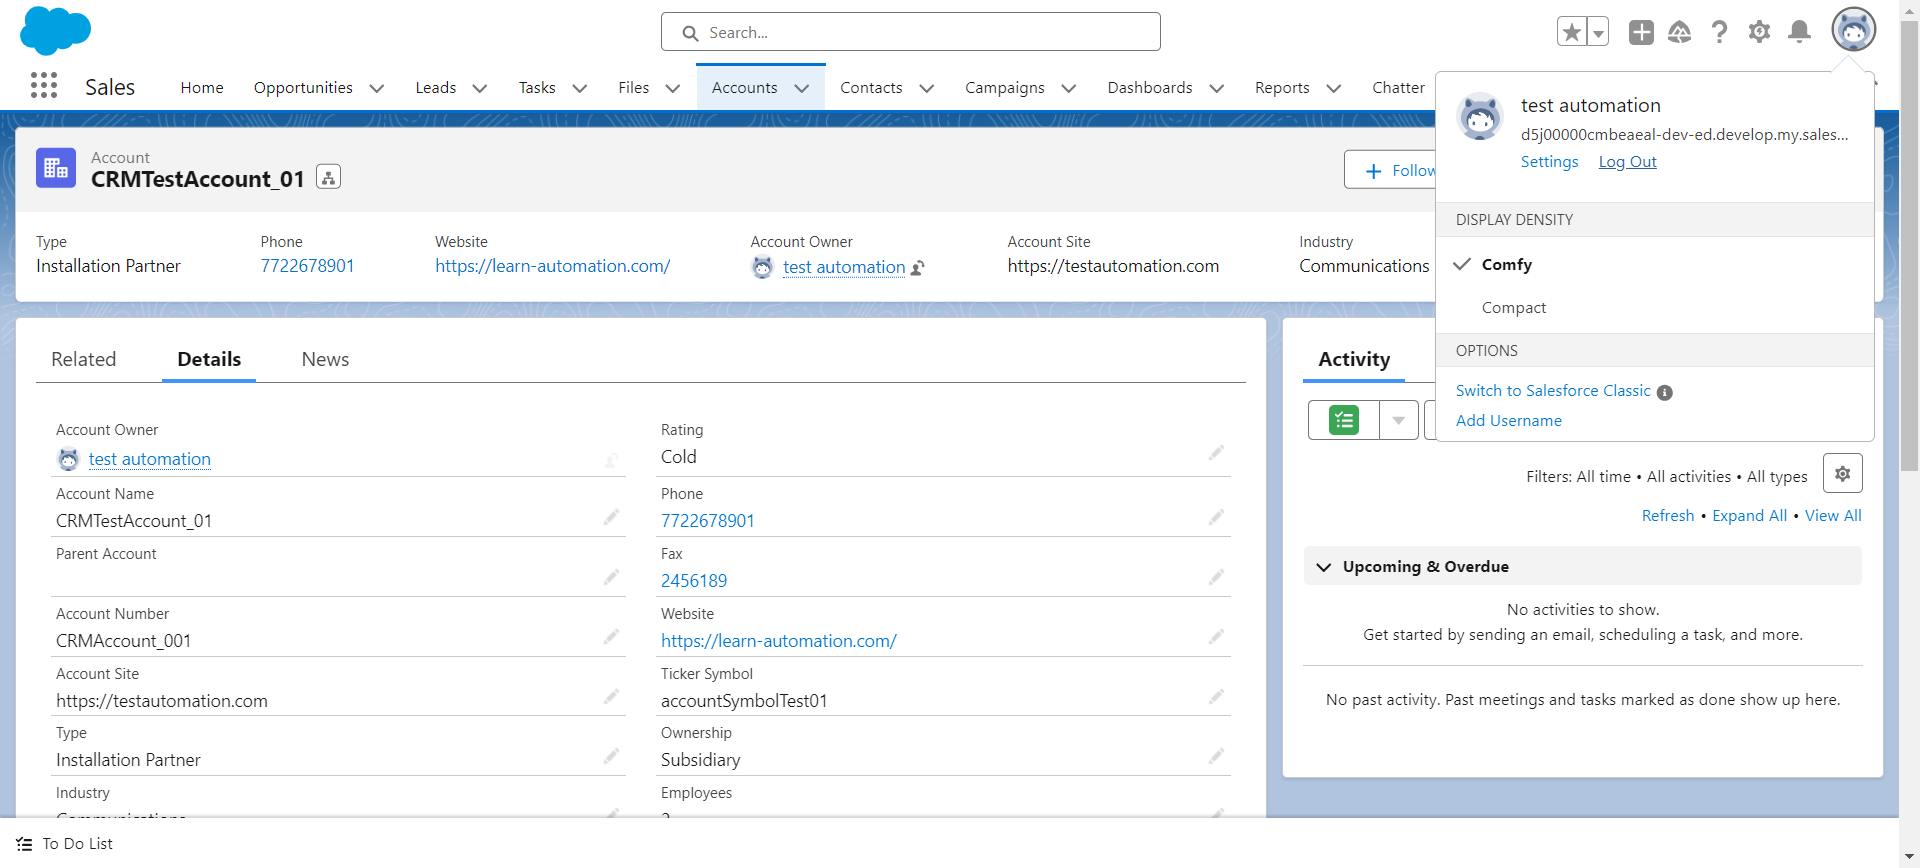 Search...
Sales
Home
Opportunities
Leads
Tasks
Files
Accounts
Contacts
Campaigns
Dashboards
Reports
Chatter
test automation
d5j00000cmbeaeal-dev-ed.develop.my.sales...
Settings
Log Out
DISPLAY DENSITY
Comfy
Compact
OPTIONS
Switch to Salesforce Classic
Add Username
Account
CRMTestAccount_01
Follow
Type
Installation Partner
Phone
7722678901
Website
https://learn-automation.com/
Account Owner
test automation
Account Site
https://testautomation.com
Industry
Communications
Related
Details
News
Account Owner
test automation
Rating
Cold
Account Name
CRMTestAccount_01
Phone
7722678901
Parent Account
Fax
2456189
Account Number
CRMAccount_001
Website
https://learn-automation.com/
Account Site
https://testautomation.com
Ticker Symbol
accountSymbolTest01
Type
Installation Partner
Ownership
Subsidiary
Industry
Communications
Employees
Activity
Filters: All time • All activities • All types
Refresh • Expand All • View All
Upcoming & Overdue
No activities to show.
Get started by sending an email, scheduling a task, and more.
No past activity. Past meetings and tasks marked as done show up here.
To Do List